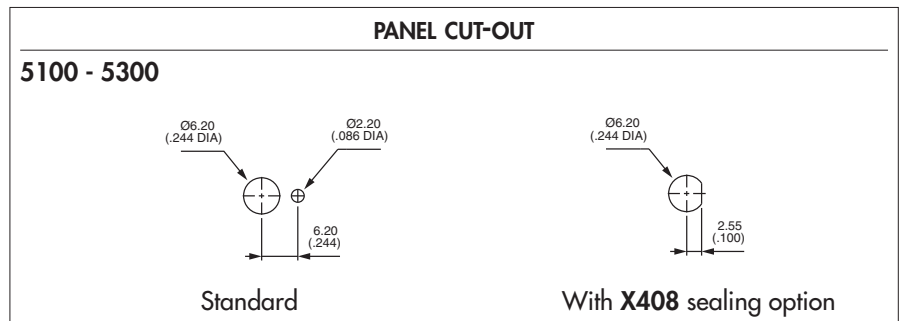 PANEL CUT-OUT
5100 - 5300
Ø6.20
(.244 DIA)
Ø2.20
(.086 DIA)
6.20
(.244)
Standard
Ø6.20
(.244 DIA)
2.55
(.100)
With X408 sealing option